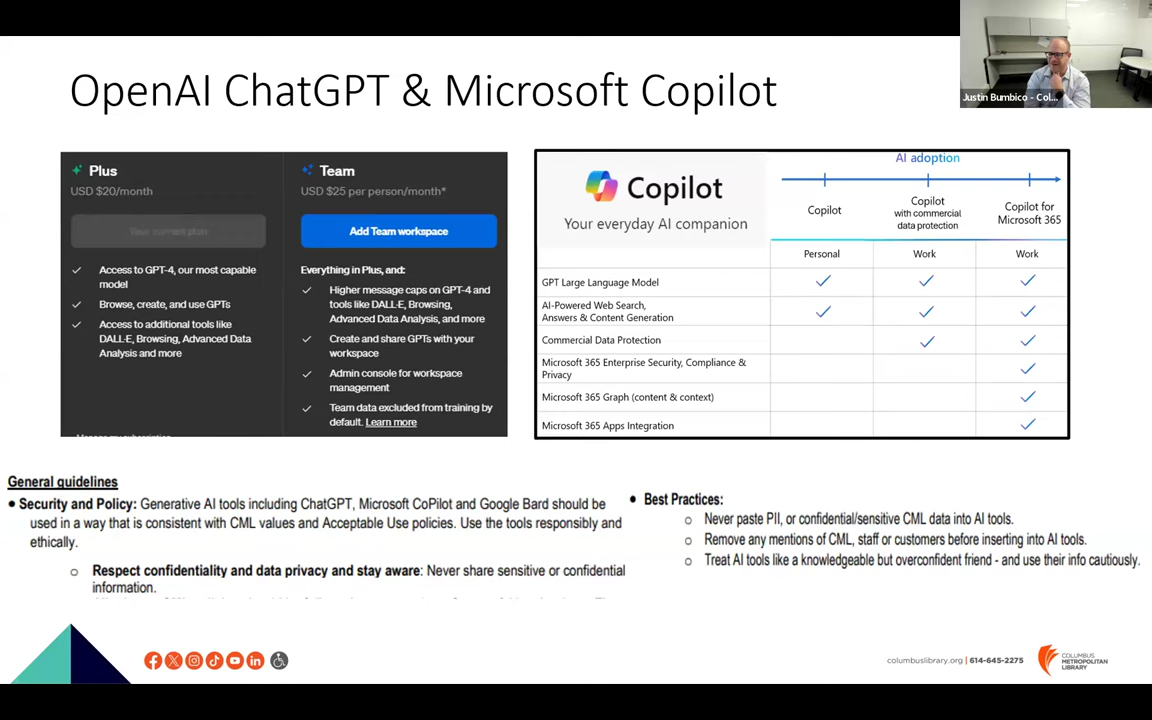 OpenAI ChatGPT & Microsoft Copilot
Justin Bumbico - Col...
Plus
USD $20/month
Your current plan
Access to GPT-4, our most capable
model
Browse, create, and use GPTs
Access to additional tools like
DALL·E, Browsing, Advanced Data
Analysis and more
Manage my subscription
Team
USD $25 per person/month*
Add Team workspace
Everything in Plus, and:
Higher message caps on GPT-4 and
tools like DALL·E, Browsing,
Advanced Data Analysis, and more
Create and share GPTs with your
workspace
Admin console for workspace
management
Team data excluded from training by
default. Learn more
Copilot
Your everyday AI companion
AI adoption
Copilot
Copilot
with commercial
data protection
Copilot for
Microsoft 365
Personal
Work
Work
GPT Large Language Model
AI-Powered Web Search,
Answers & Content Generation
Commercial Data Protection
Microsoft 365 Enterprise Security, Compliance &
Privacy
Microsoft 365 Graph (content & context)
Microsoft 365 Apps Integration
General guidelines
● Security and Policy: Generative AI tools including ChatGPT, Microsoft CoPilot and Google Bard should be
used in a way that is consistent with CML values and Acceptable Use policies. Use the tools responsibly and
ethically.
○ Respect confidentiality and data privacy and stay aware: Never share sensitive or confidential
information.
● Best Practices:
○ Never paste PII, or confidential/sensitive CML data into AI tools.
○ Remove any mentions of CML, staff or customers before inserting into AI tools.
○ Treat AI tools like a knowledgeable but overconfident friend - and use their info cautiously.
columbuslibrary.org | 614-645-2275
COLUMBUS
METROPOLITAN
LIBRARY